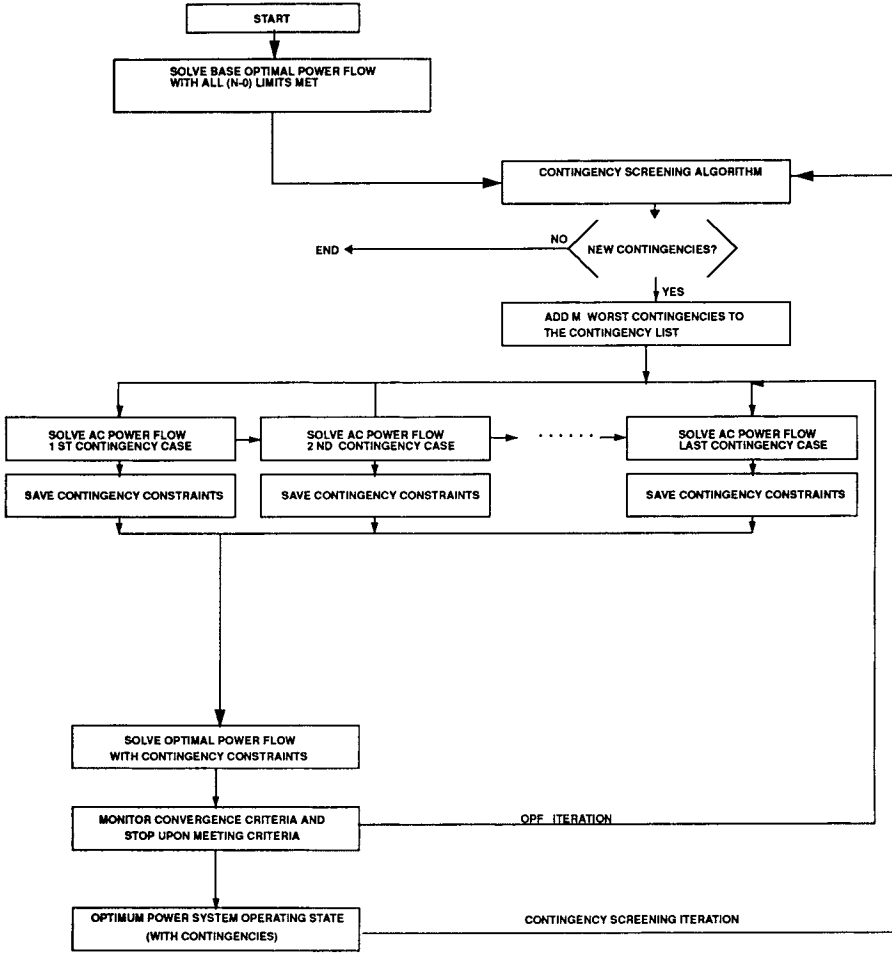 START
SOLVE BASE OPTIMAL POWER FLOW
WITH ALL (N-0) LIMITS MET
CONTINGENCY SCREENING ALGORITHM
NEW CONTINGENCIES?
NO
END
YES
ADD M WORST CONTINGENCIES TO
THE CONTINGENCY LIST
SOLVE AC POWER FLOW
1 ST CONTINGENCY CASE
SOLVE AC POWER FLOW
2 ND CONTINGENCY CASE
. . . . . .
SOLVE AC POWER FLOW
LAST CONTINGENCY CASE
SAVE CONTINGENCY CONSTRAINTS
SAVE CONTINGENCY CONSTRAINTS
SAVE CONTINGENCY CONSTRAINTS
SOLVE OPTIMAL POWER FLOW
WITH CONTINGENCY CONSTRAINTS
MONITOR CONVERGENCE CRITERIA AND
STOP UPON MEETING CRITERIA
OPF ITERATION
OPTIMUM POWER SYSTEM OPERATING STATE
(WITH CONTINGENCIES)
CONTINGENCY SCREENING ITERATION